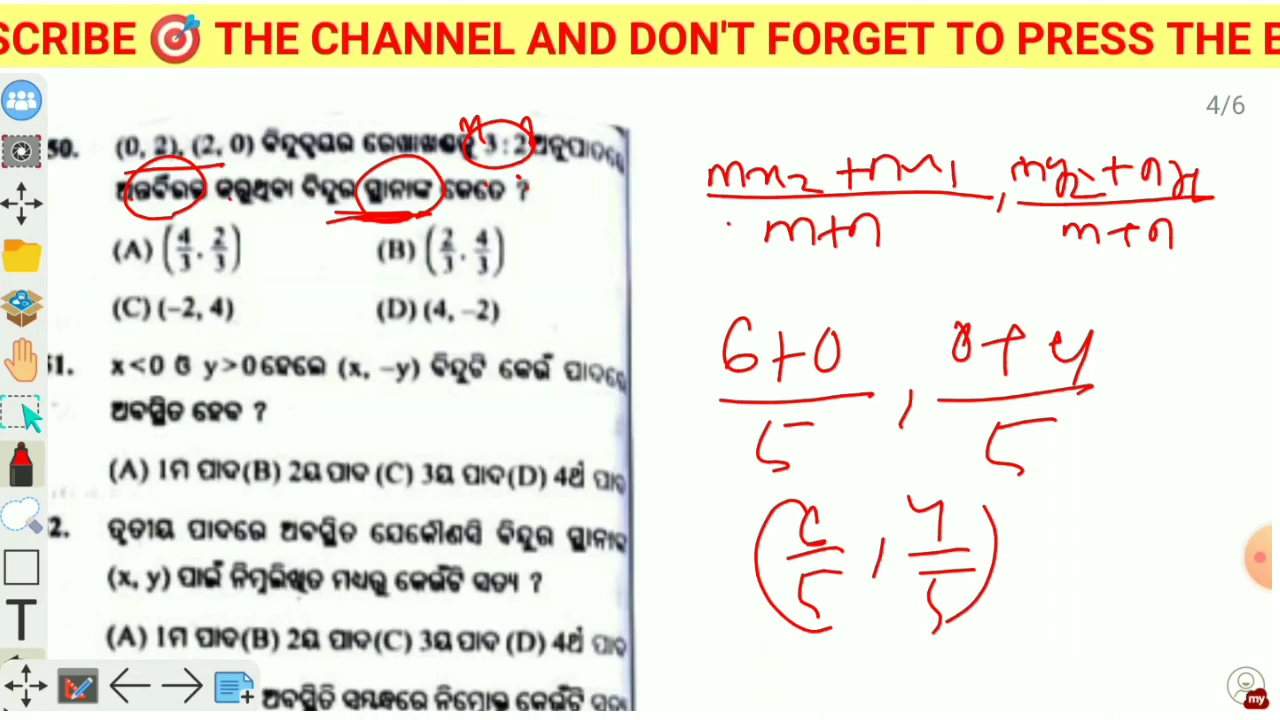 SCRIBE 🎯 THE CHANNEL AND DON'T FORGET TO PRESS THE B
4/6
50. (0, 2), (2, 0) ବିନ୍ଦୁଦ୍ୱୟର ରେଖାଖଣ୍ଡକୁ 3 : 2 ଅନୁପାତରେ
ଅନ୍ତର୍ବିଭକ୍ତ କରୁଥିବା ବିନ୍ଦୁର ସ୍ଥାନାଙ୍କ କେତେ ?
m n
(A) (4/3, 2/3) (B) (2/3, 4/3)
(C) (−2, 4) (D) (4, −2)
51. x < 0 ଓ y > 0 ହେଲେ (x, −y) ବିନ୍ଦୁଟି କେଉଁ ପାଦରେ
ଅବସ୍ଥିତ ହେବ ?
(A) 1ମ ପାଦ (B) 2ୟ ପାଦ (C) 3ୟ ପାଦ (D) 4ର୍ଥ ପାଦ
2. ତୃତୀୟ ପାଦରେ ଅବସ୍ଥିତ ଯେକୌଣସି ବିନ୍ଦୁର ସ୍ଥାନାଙ୍କ
(x, y) ପାଇଁ ନିମ୍ନଲିଖିତ ମଧ୍ୟରୁ କେଉଁଟି ସତ୍ୟ ?
(A) 1ମ ପାଦ (B) 2ୟ ପାଦ (C) 3ୟ ପାଦ (D) 4ର୍ଥ ପାଦ
ଅବସ୍ଥିତି ସମ୍ବନ୍ଧରେ ନିମ୍ନୋକ୍ତ କେଉଁଟି ସତ୍ୟ
mx₂ + nx₁ / m+n , my₂ + ny₁ / m+n
6+0 / 5 , 0+4 / 5
(6/5 , 4/5)
T
my